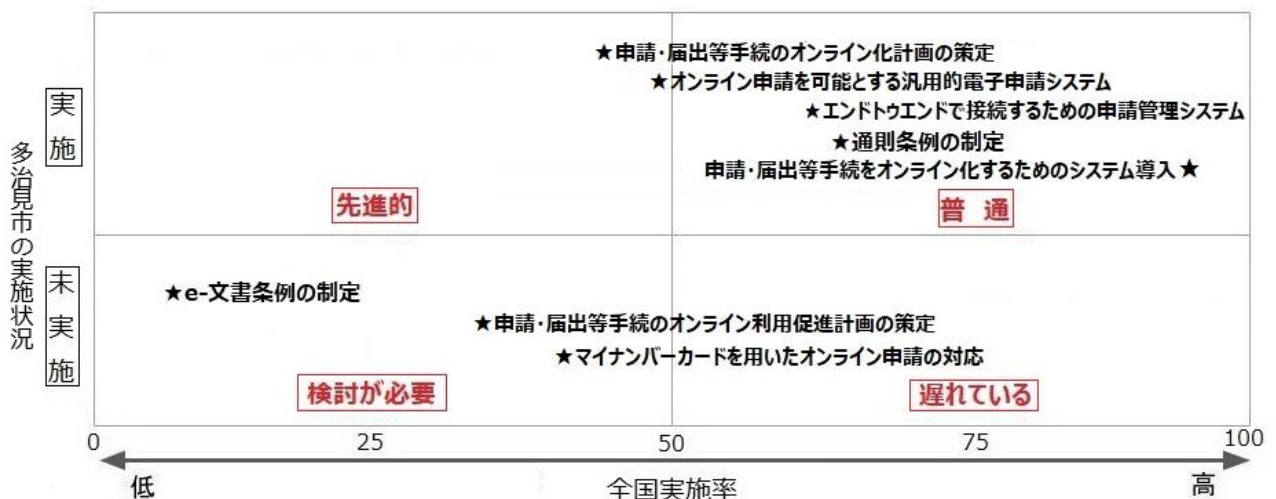 多治見市の実施状況
実施
★申請・届出等手続のオンライン化計画の策定
★オンライン申請を可能とする汎用的電子申請システム
★エンドトゥエンドで接続するための申請管理システム
★通則条例の制定
申請・届出等手続をオンライン化するためのシステム導入★
先進的
普 通
未実施
★e-文書条例の制定
★申請・届出等手続のオンライン利用促進計画の策定
★マイナンバーカードを用いたオンライン申請の対応
検討が必要
遅れている
0 25 50 75 100
低 全国実施率 高